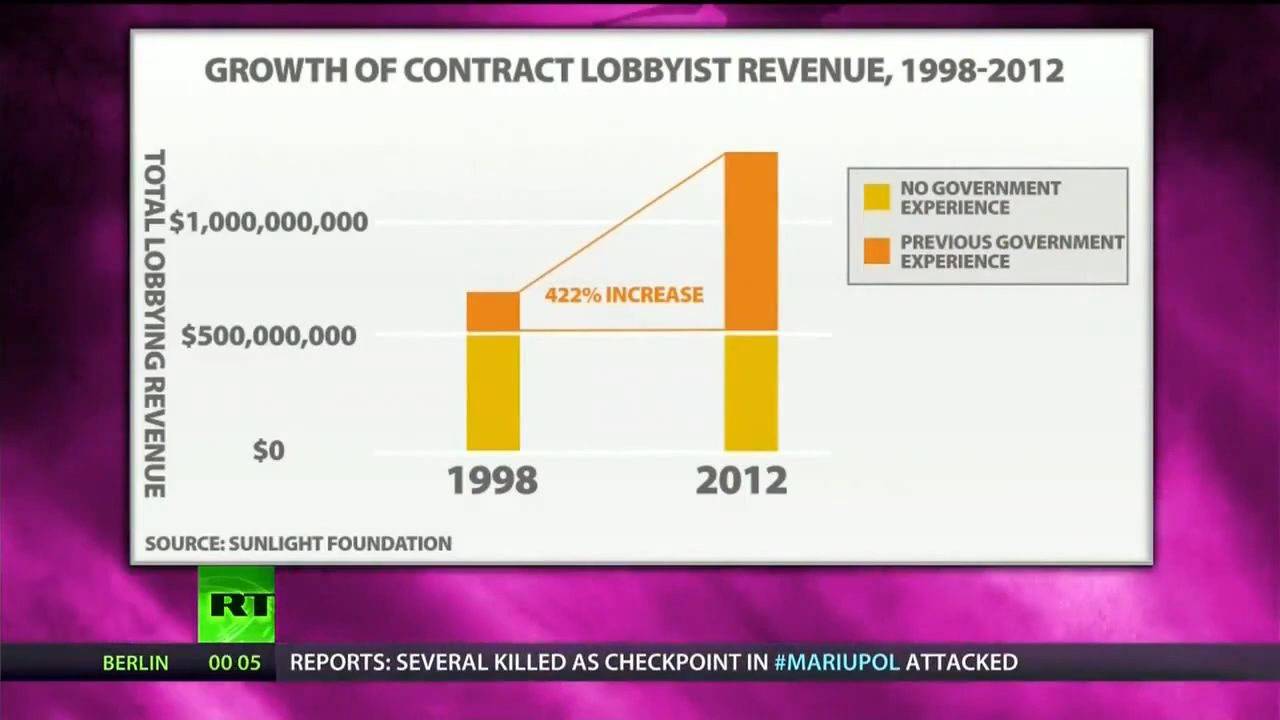 GROWTH OF CONTRACT LOBBYIST REVENUE, 1998-2012
TOTAL LOBBYING REVENUE
$1,000,000,000
$500,000,000
$0
422% INCREASE
1998
2012
NO GOVERNMENT
EXPERIENCE
PREVIOUS GOVERNMENT
EXPERIENCE
SOURCE: SUNLIGHT FOUNDATION
RT
BERLIN 00 05 REPORTS: SEVERAL KILLED AS CHECKPOINT IN #MARIUPOL ATTACKED